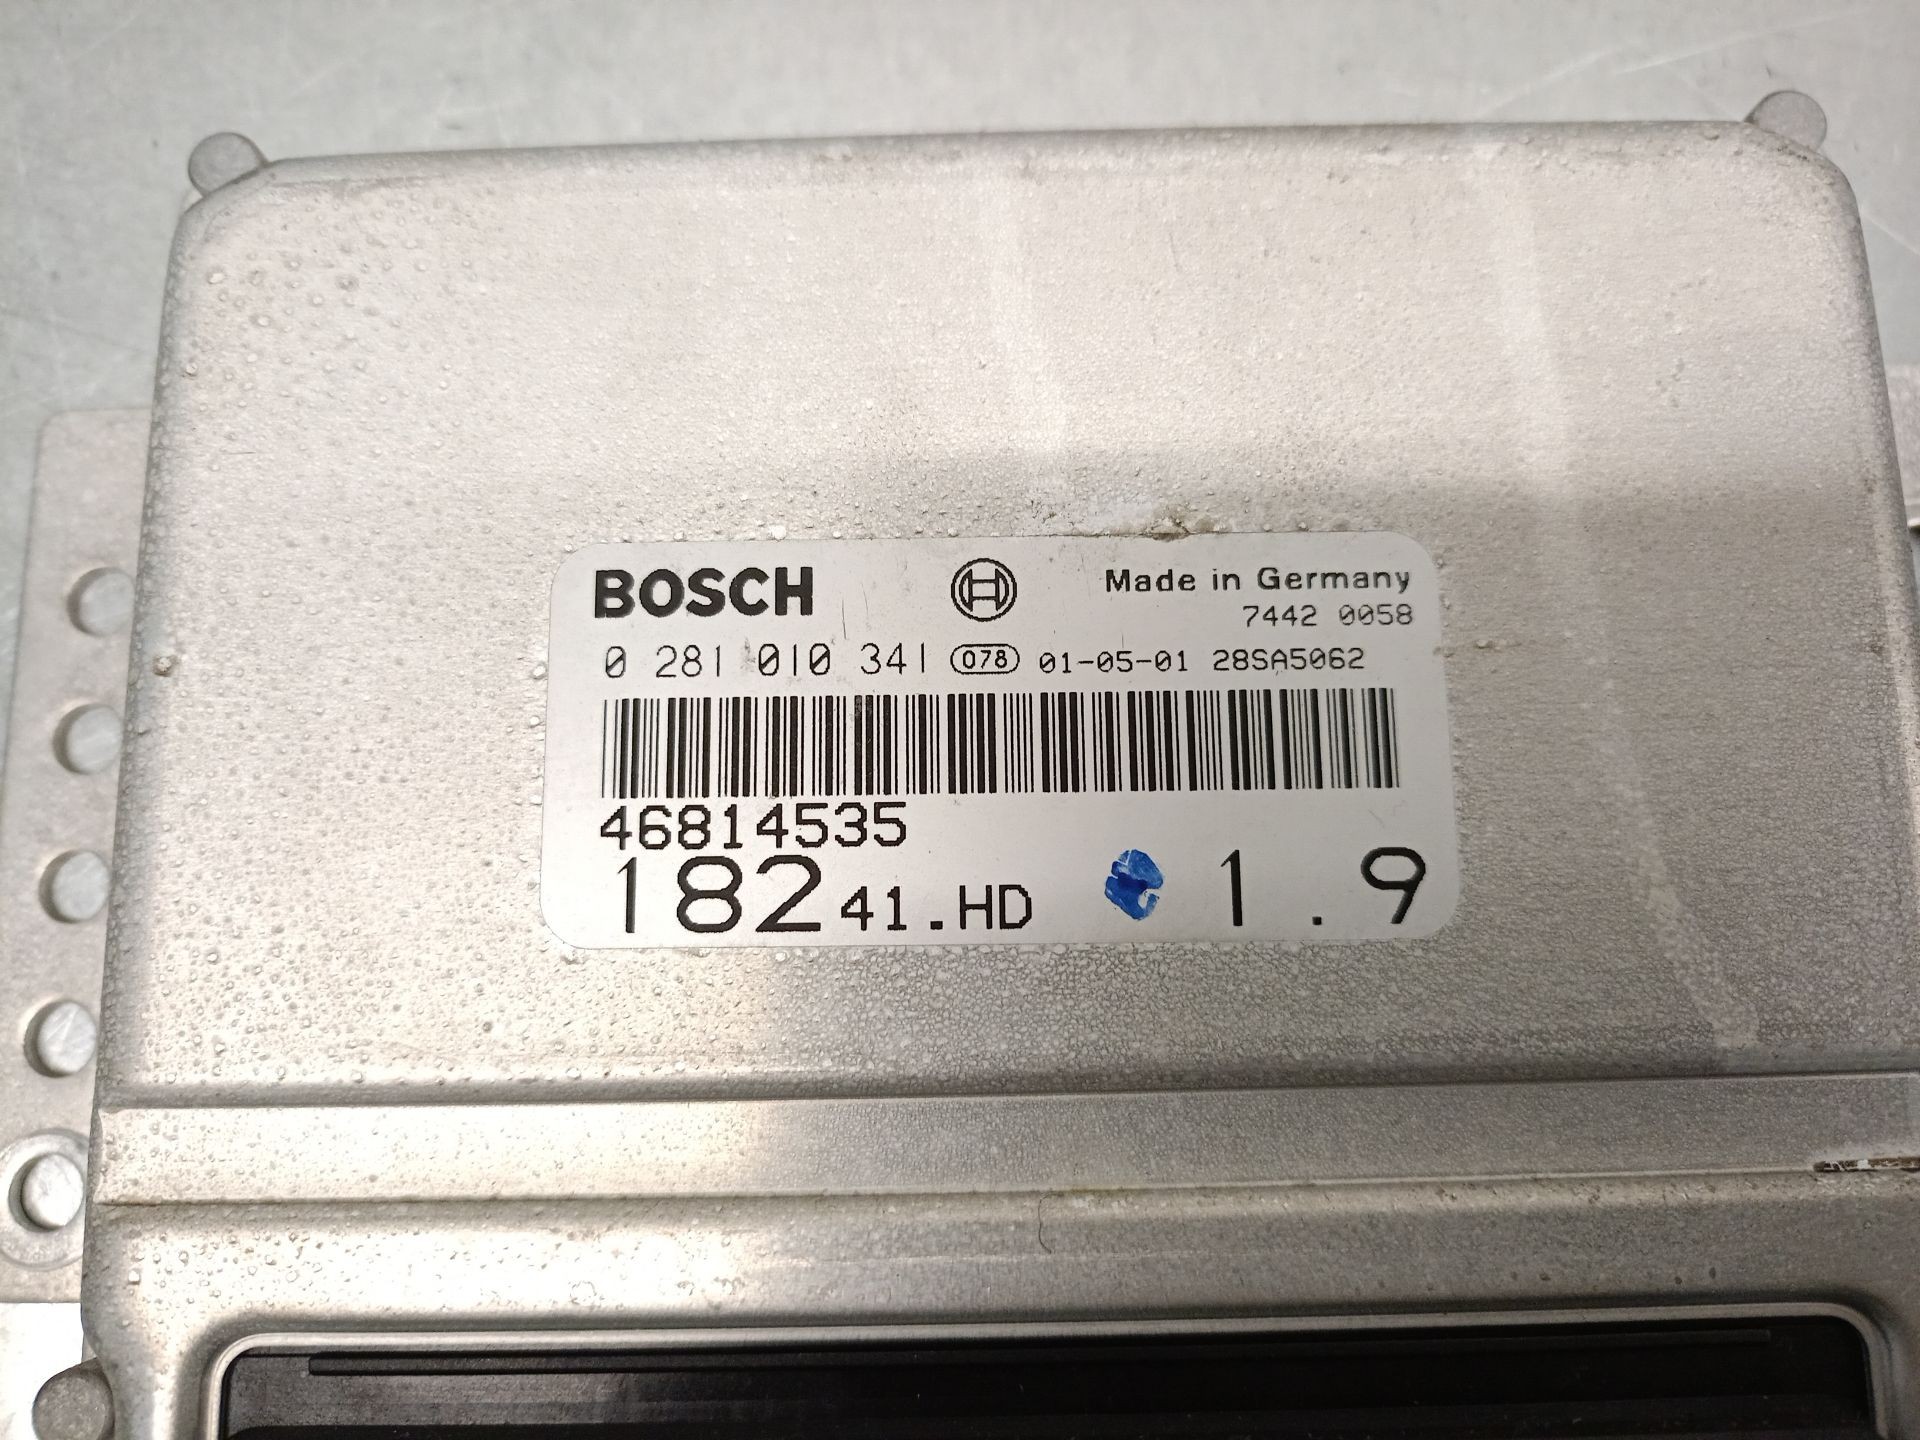 BOSCH Made in Germany
7442 0058
0 281 010 341 078 01-05-01 28SA5062
46814535
182 41.HD 1.9